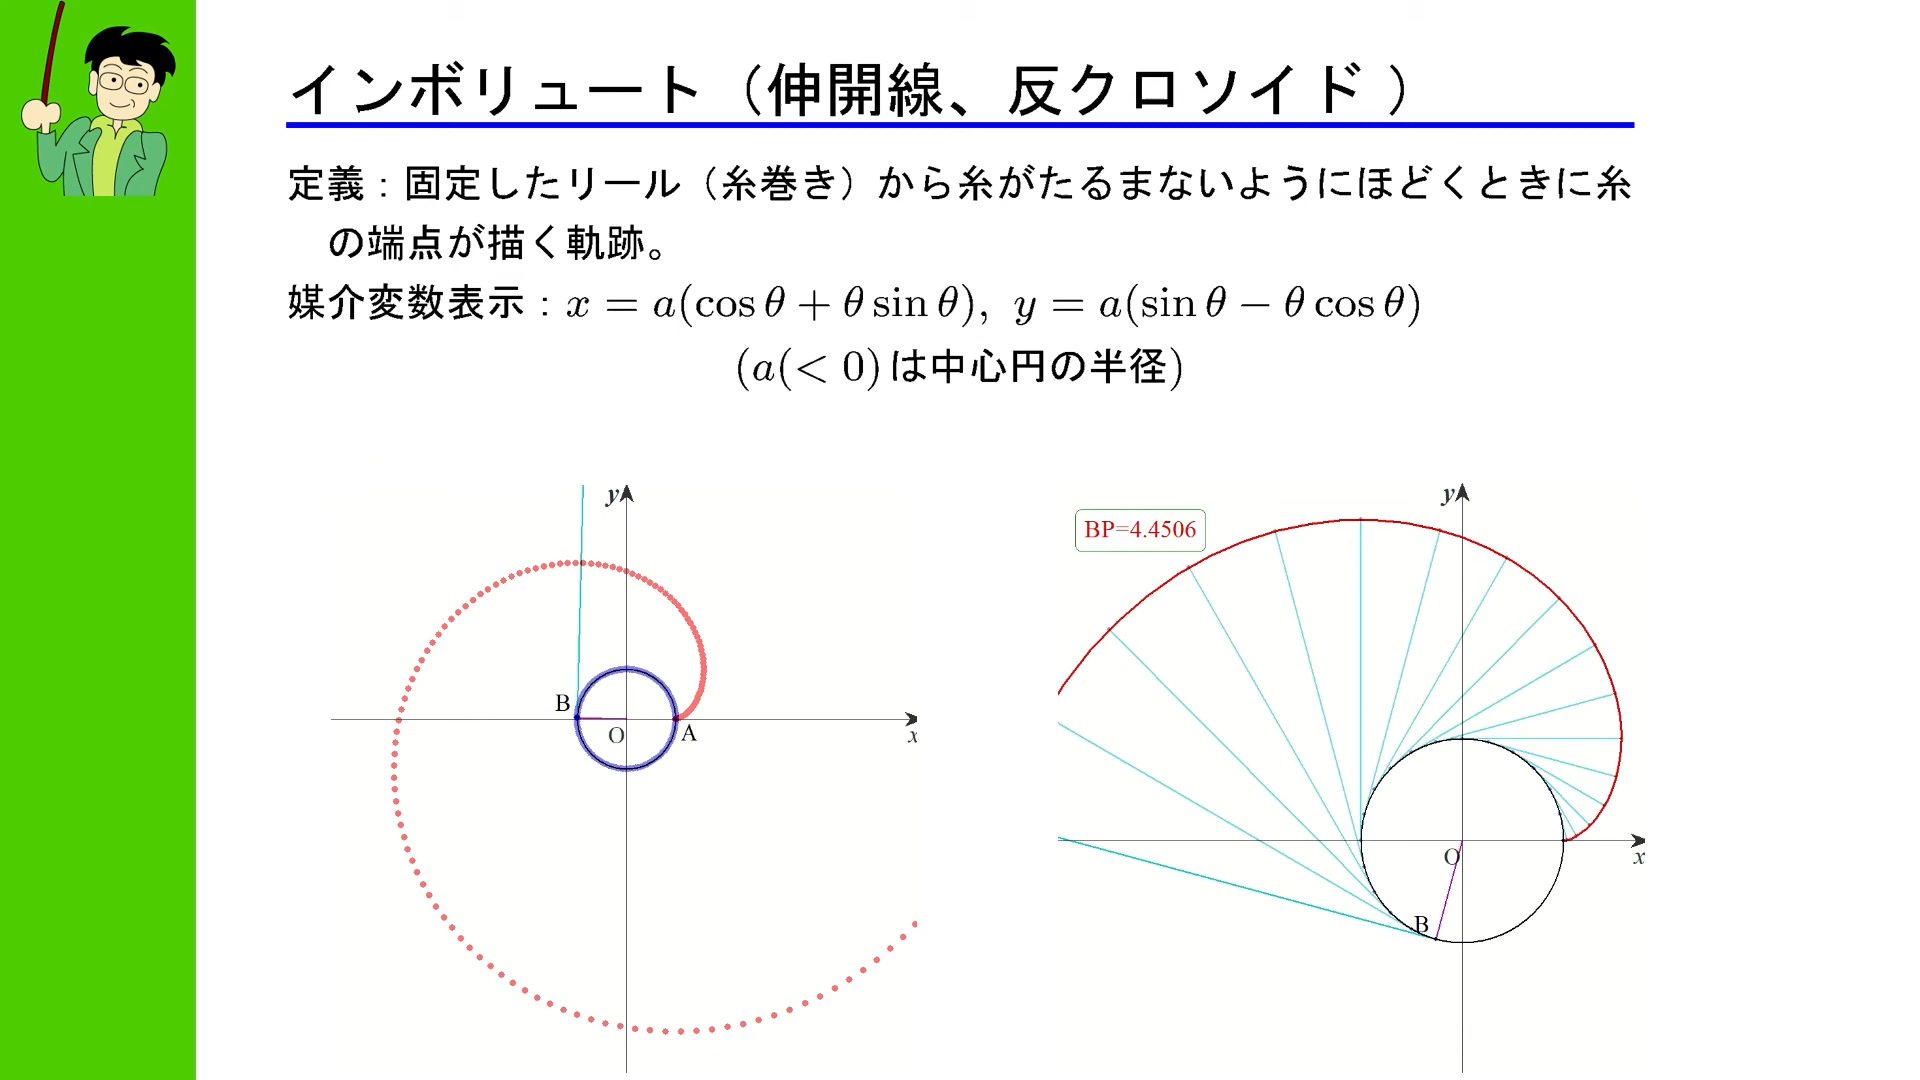 インボリュート（伸開線、反クロソイド ）
定義：固定したリール（糸巻き）から糸がたるまないようにほどくときに糸
の端点が描く軌跡。
媒介変数表示：x = a(cos θ + θ sin θ), y = a(sin θ − θ cos θ)
(a(< 0)は中心円の半径)
y
B
O
A
x
y
BP=4.4506
O
x
B